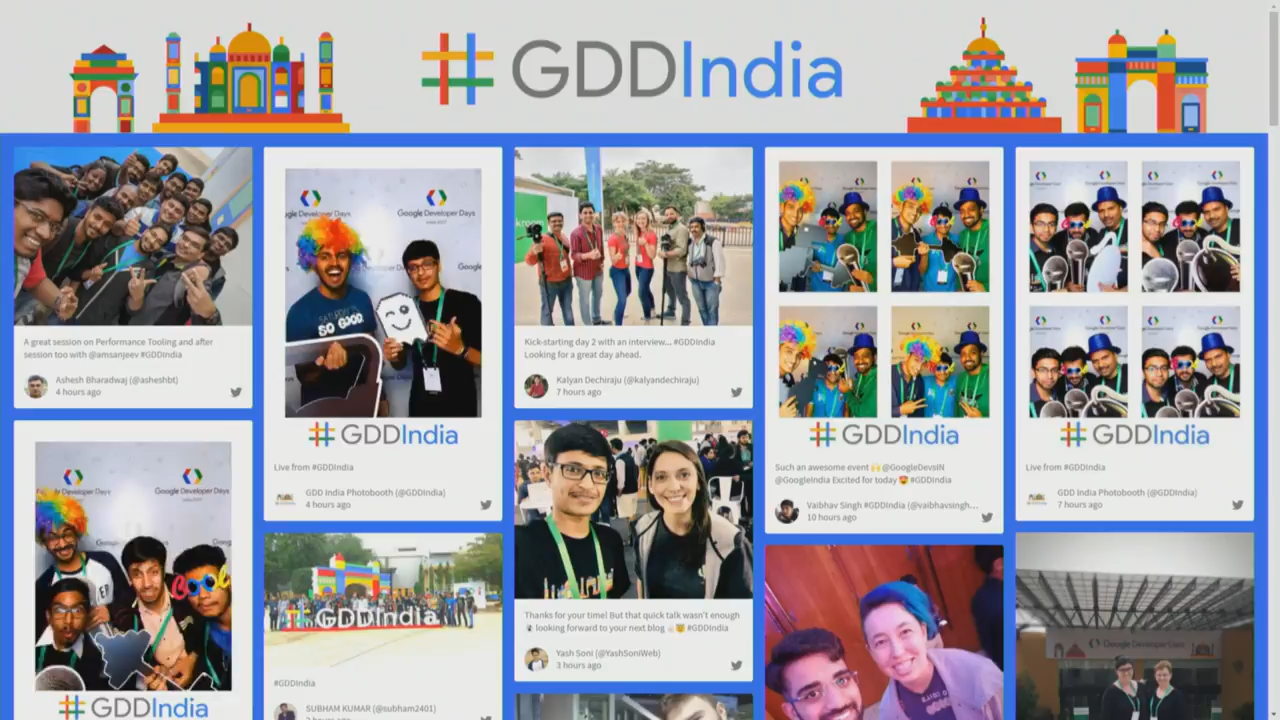 #GDDIndia
A great session on Performance Tooling and after
session too with @amsanjeev #GDDIndia
Ashesh Bharadwaj (@asheshbt)
4 hours ago
Google Developer Days
#GDDIndia
Google Developer Days
India 2017
SO GOOD
#GDDIndia
Live from #GDDIndia
GDD India Photobooth (@GDDIndia)
4 hours ago
#GDDIndia
#GDDIndia
SUBHAM KUMAR (@subham2401)
Kick-starting day 2 with an interview... #GDDIndia
Looking for a great day ahead.
Kalyan Dechiraju (@kalyandechiraju)
7 hours ago
Thanks for your time! But that quick talk wasn't enough
looking forward to your next blog #GDDIndia
Yash Soni (@YashSoniWeb)
3 hours ago
#GDDIndia
Such an awesome event 🙌 @GoogleDevsIN
@GoogleIndia Excited for today 😍 #GDDIndia
Vaibhav Singh #GDDIndia (@vaibhavsingh...
10 hours ago
#GDDIndia
Live from #GDDIndia
GDD India Photobooth (@GDDIndia)
7 hours ago
Google Developer Days